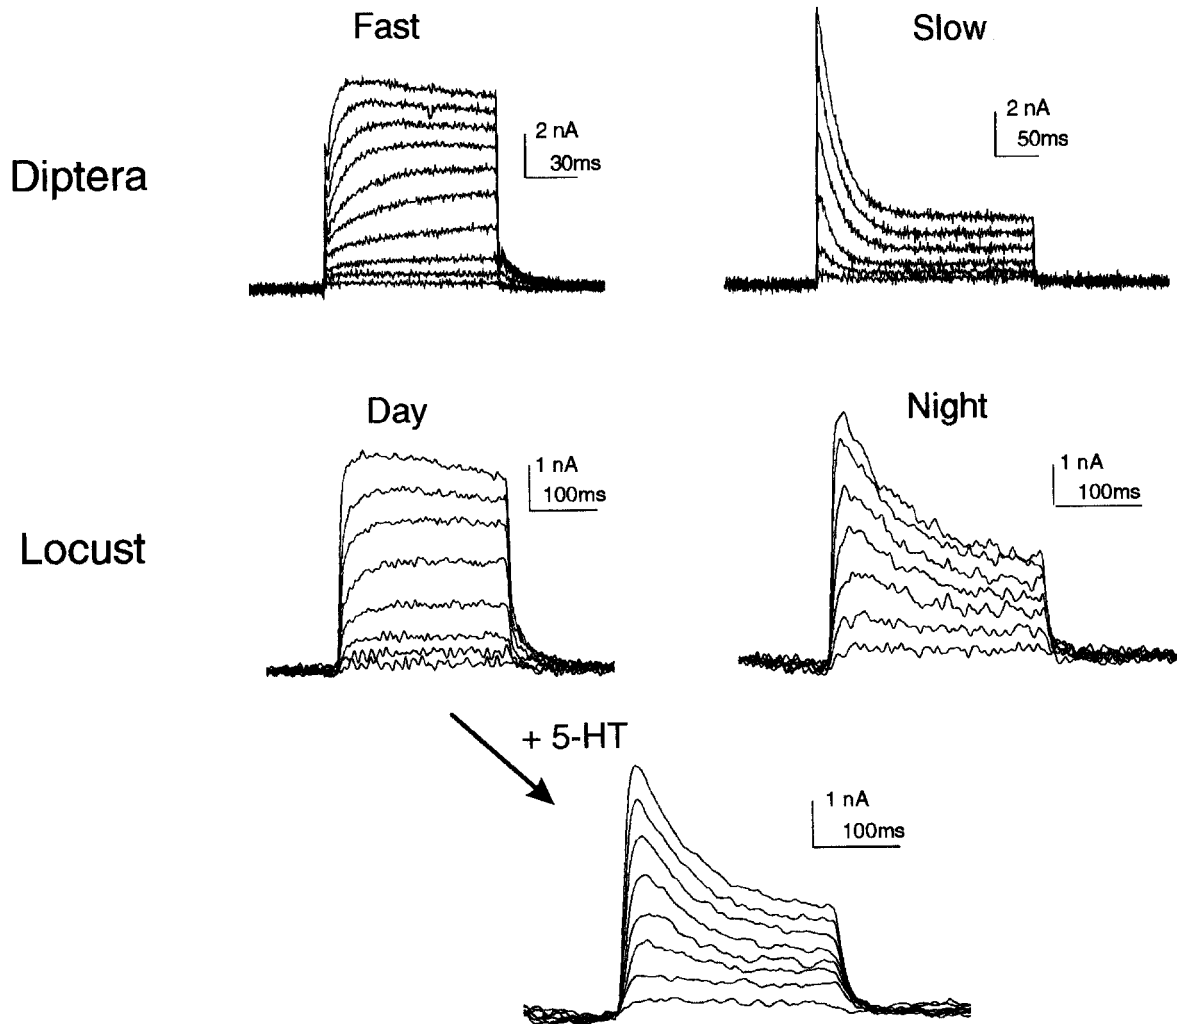 Fast
Slow
Diptera
2 nA
30ms
2 nA
50ms
Day
Night
Locust
1 nA
100ms
1 nA
100ms
+ 5-HT
1 nA
100ms